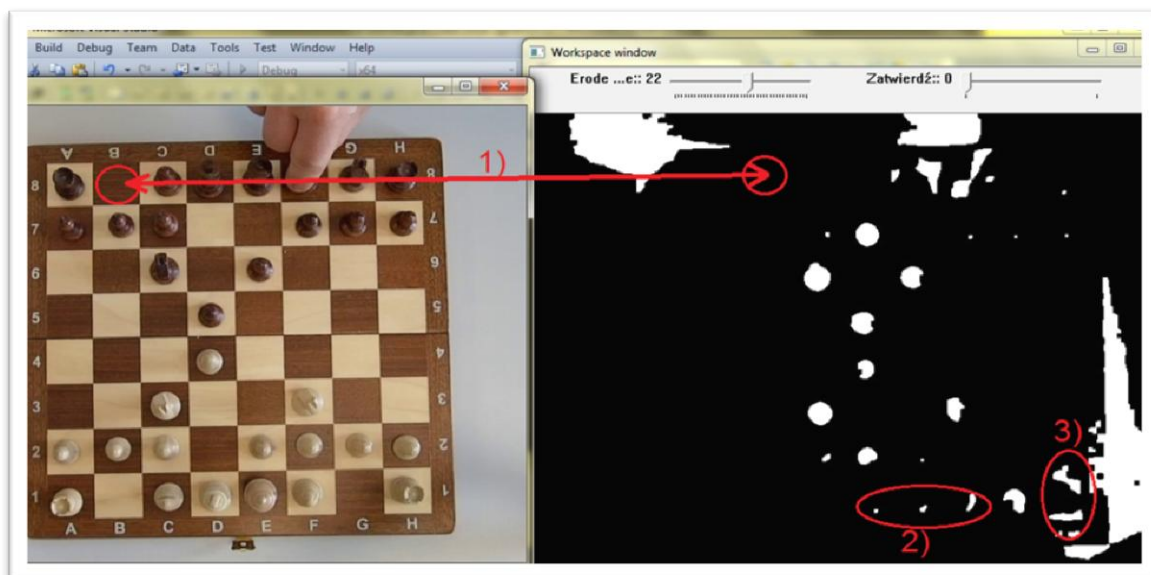 Build Debug Team Data Tools Test Window Help
Workspace window
Debug x64
Erode ...e:: 22
Zatwierdź:: 0
A B C D E G H
1)
8 8
7 7
6 6
5 5
4 4
3 3
3)
2 2
1 1
A B C D E F G H
2)